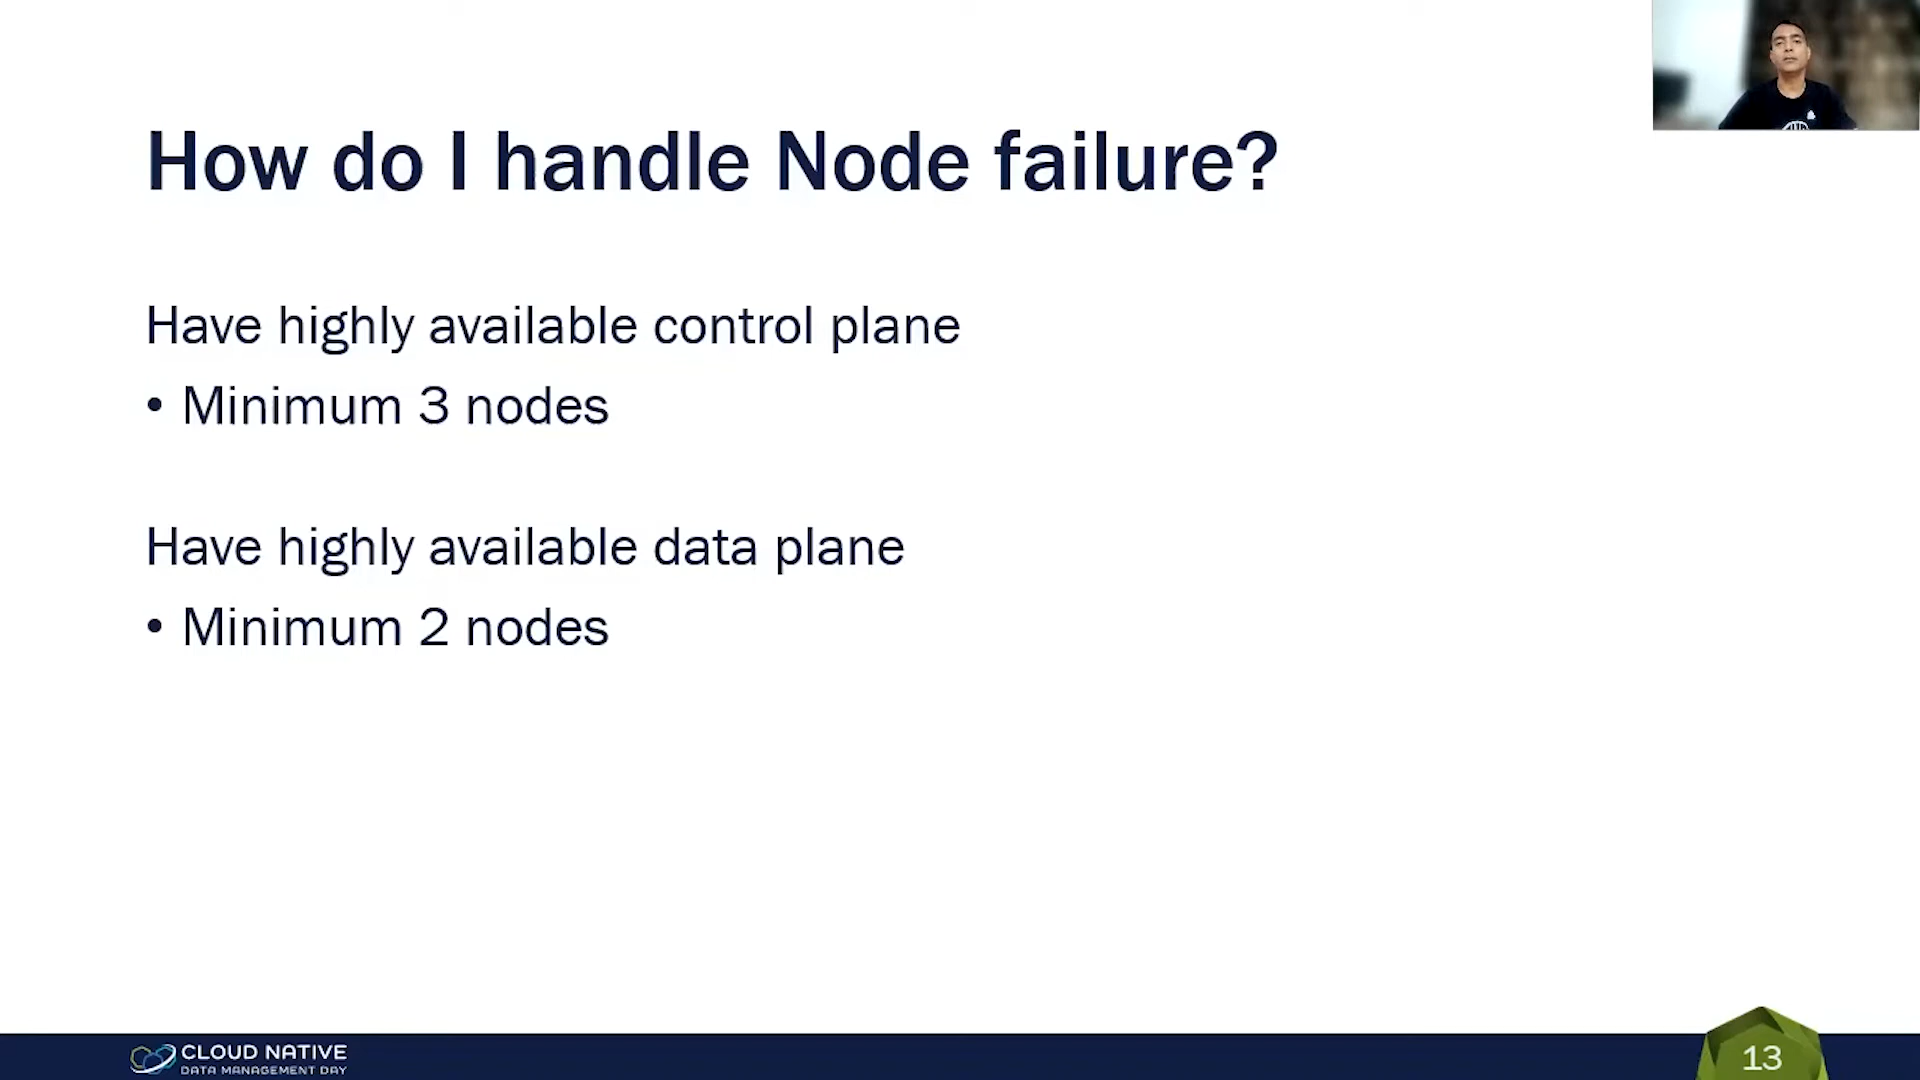 How do I handle Node failure?
Have highly available control plane
• Minimum 3 nodes
Have highly available data plane
• Minimum 2 nodes
CLOUD NATIVE
DATA MANAGEMENT DAY
13